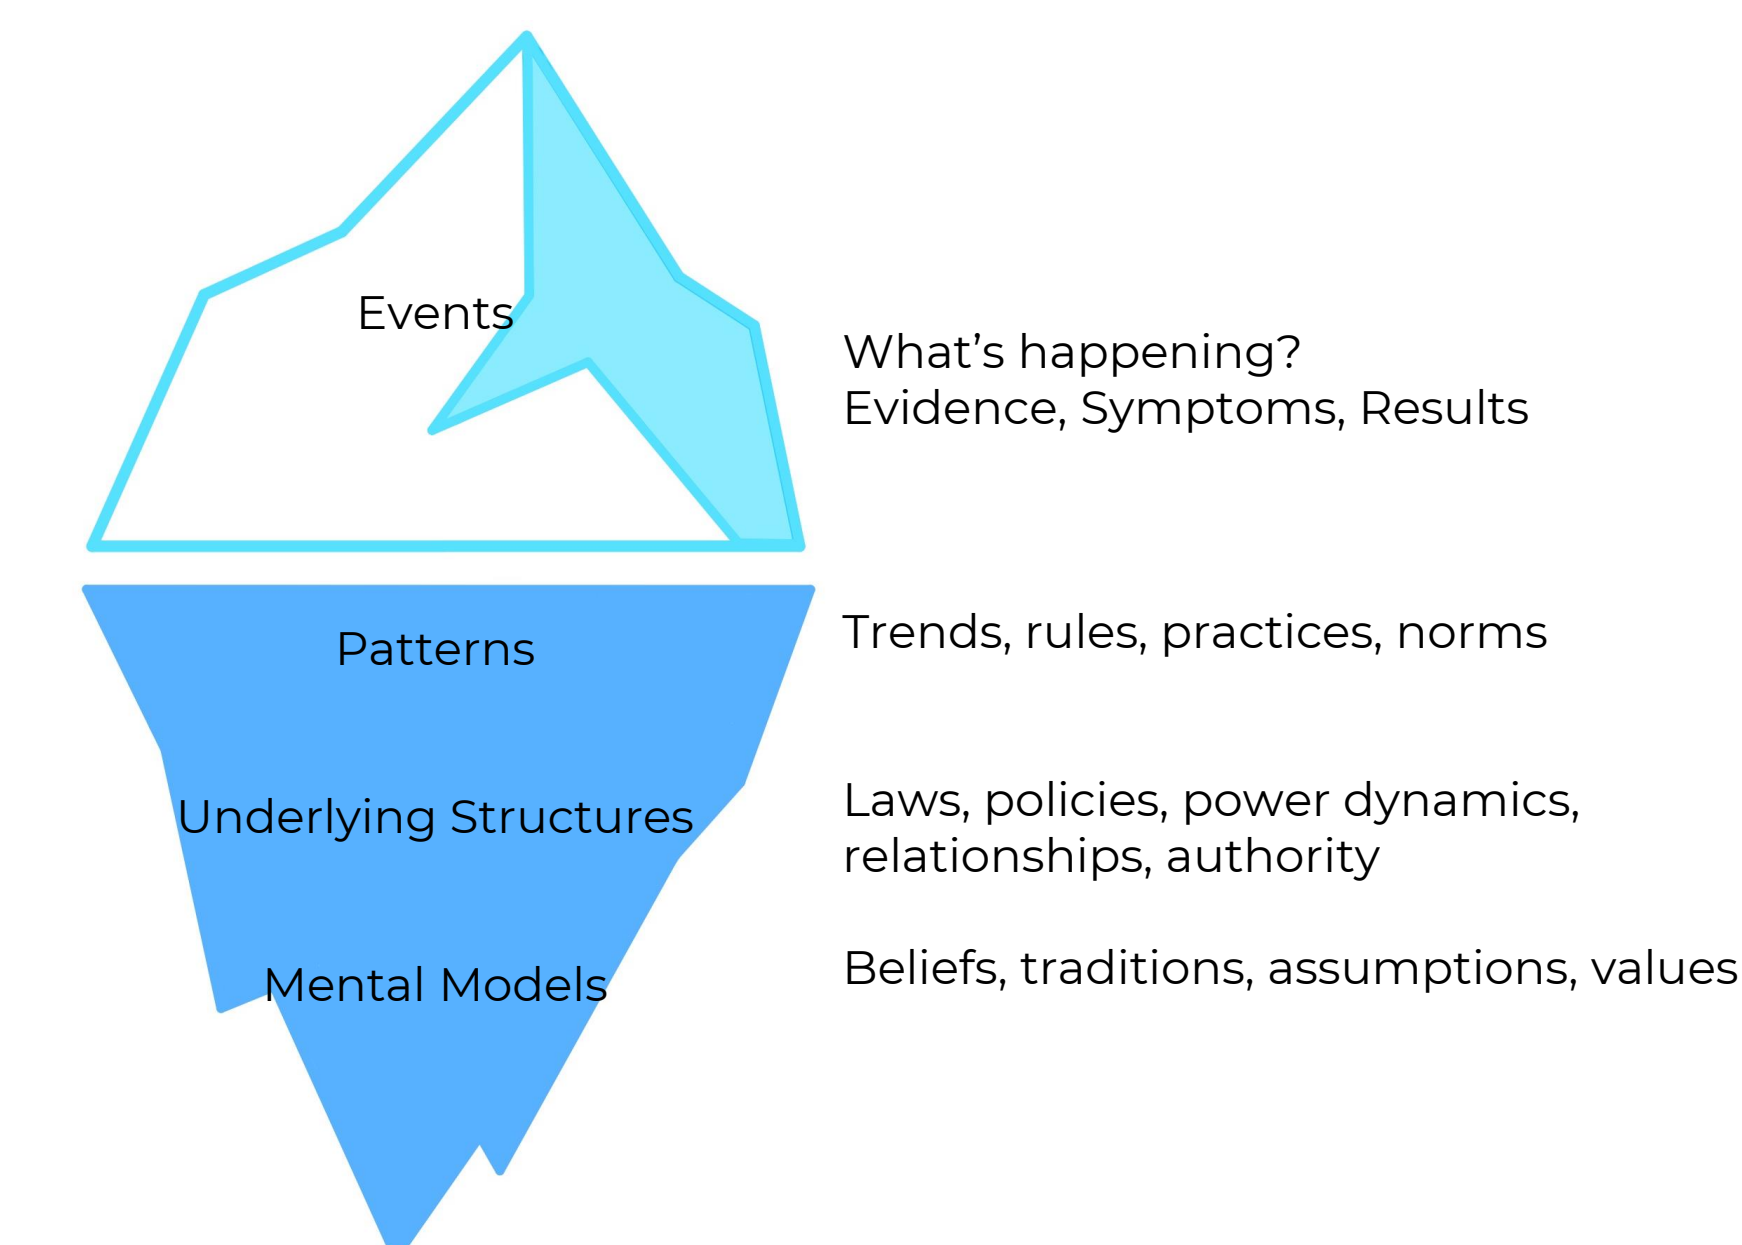 Events
What’s happening?
Evidence, Symptoms, Results
Patterns
Trends, rules, practices, norms
Underlying Structures
Laws, policies, power dynamics,
relationships, authority
Mental Models
Beliefs, traditions, assumptions, values